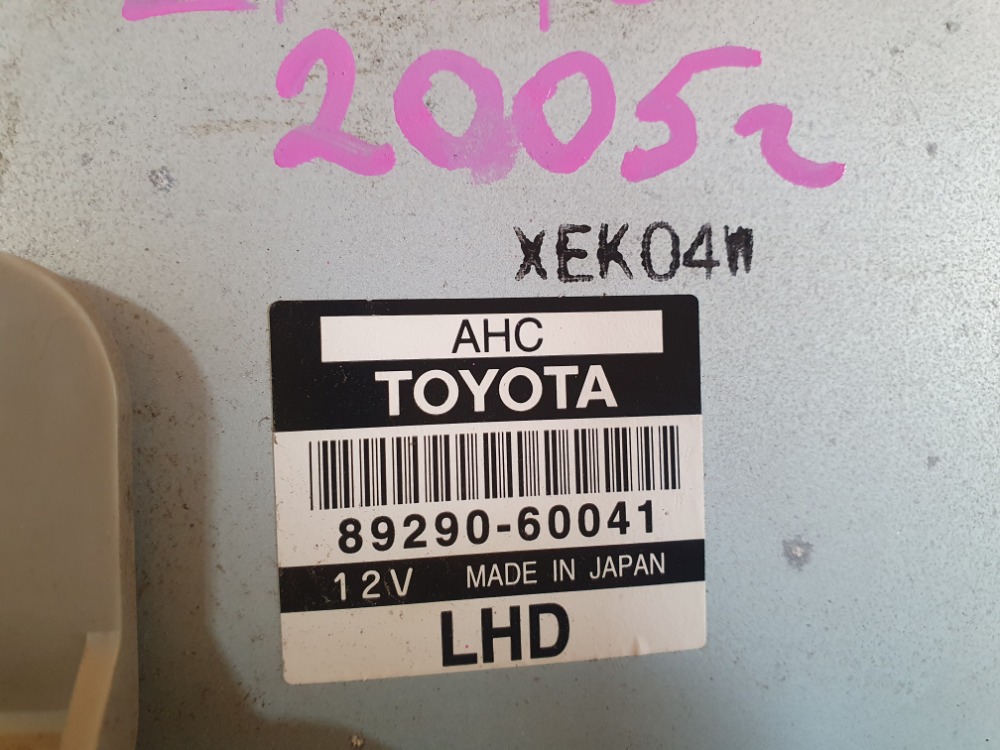 2005г
XEK04W
AHC
TOYOTA
89290-60041
12V MADE IN JAPAN
LHD